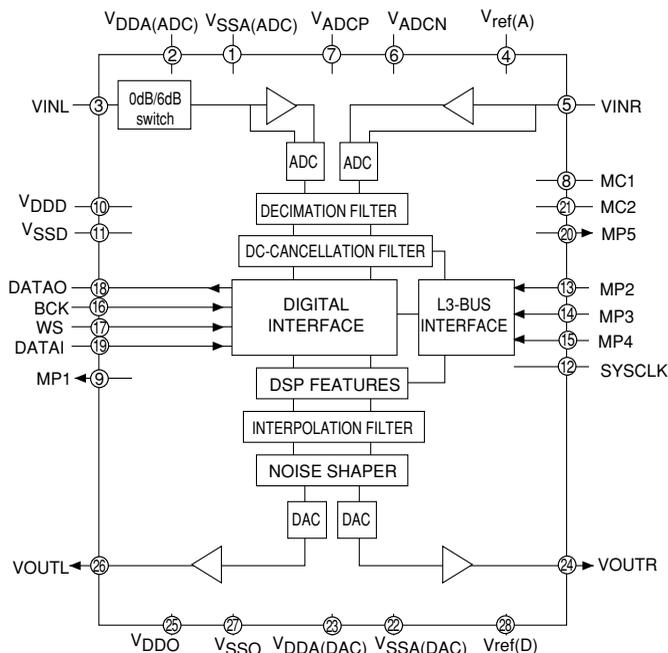 VDDA(ADC) VSSA(ADC) VADCP VADCN Vref(A)
2 1 7 6 4
VINL 3 0dB/6dB 5 VINR
switch
ADC ADC
8 MC1
VDDD 10 DECIMATION FILTER 21 MC2
VSSD 11 20 MP5
DC-CANCELLATION FILTER
DATAO 18 13 MP2
BCK 16 DIGITAL L3-BUS 14 MP3
WS 17 INTERFACE INTERFACE
DATAI 19 15 MP4
MP1 9 DSP FEATURES 12 SYSCLK
INTERPOLATION FILTER
NOISE SHAPER
DAC DAC
VOUTL 26 24 VOUTR
25 27 23 22 28
VDDO VSSO VDDA(DAC) VSSA(DAC) Vref(D)